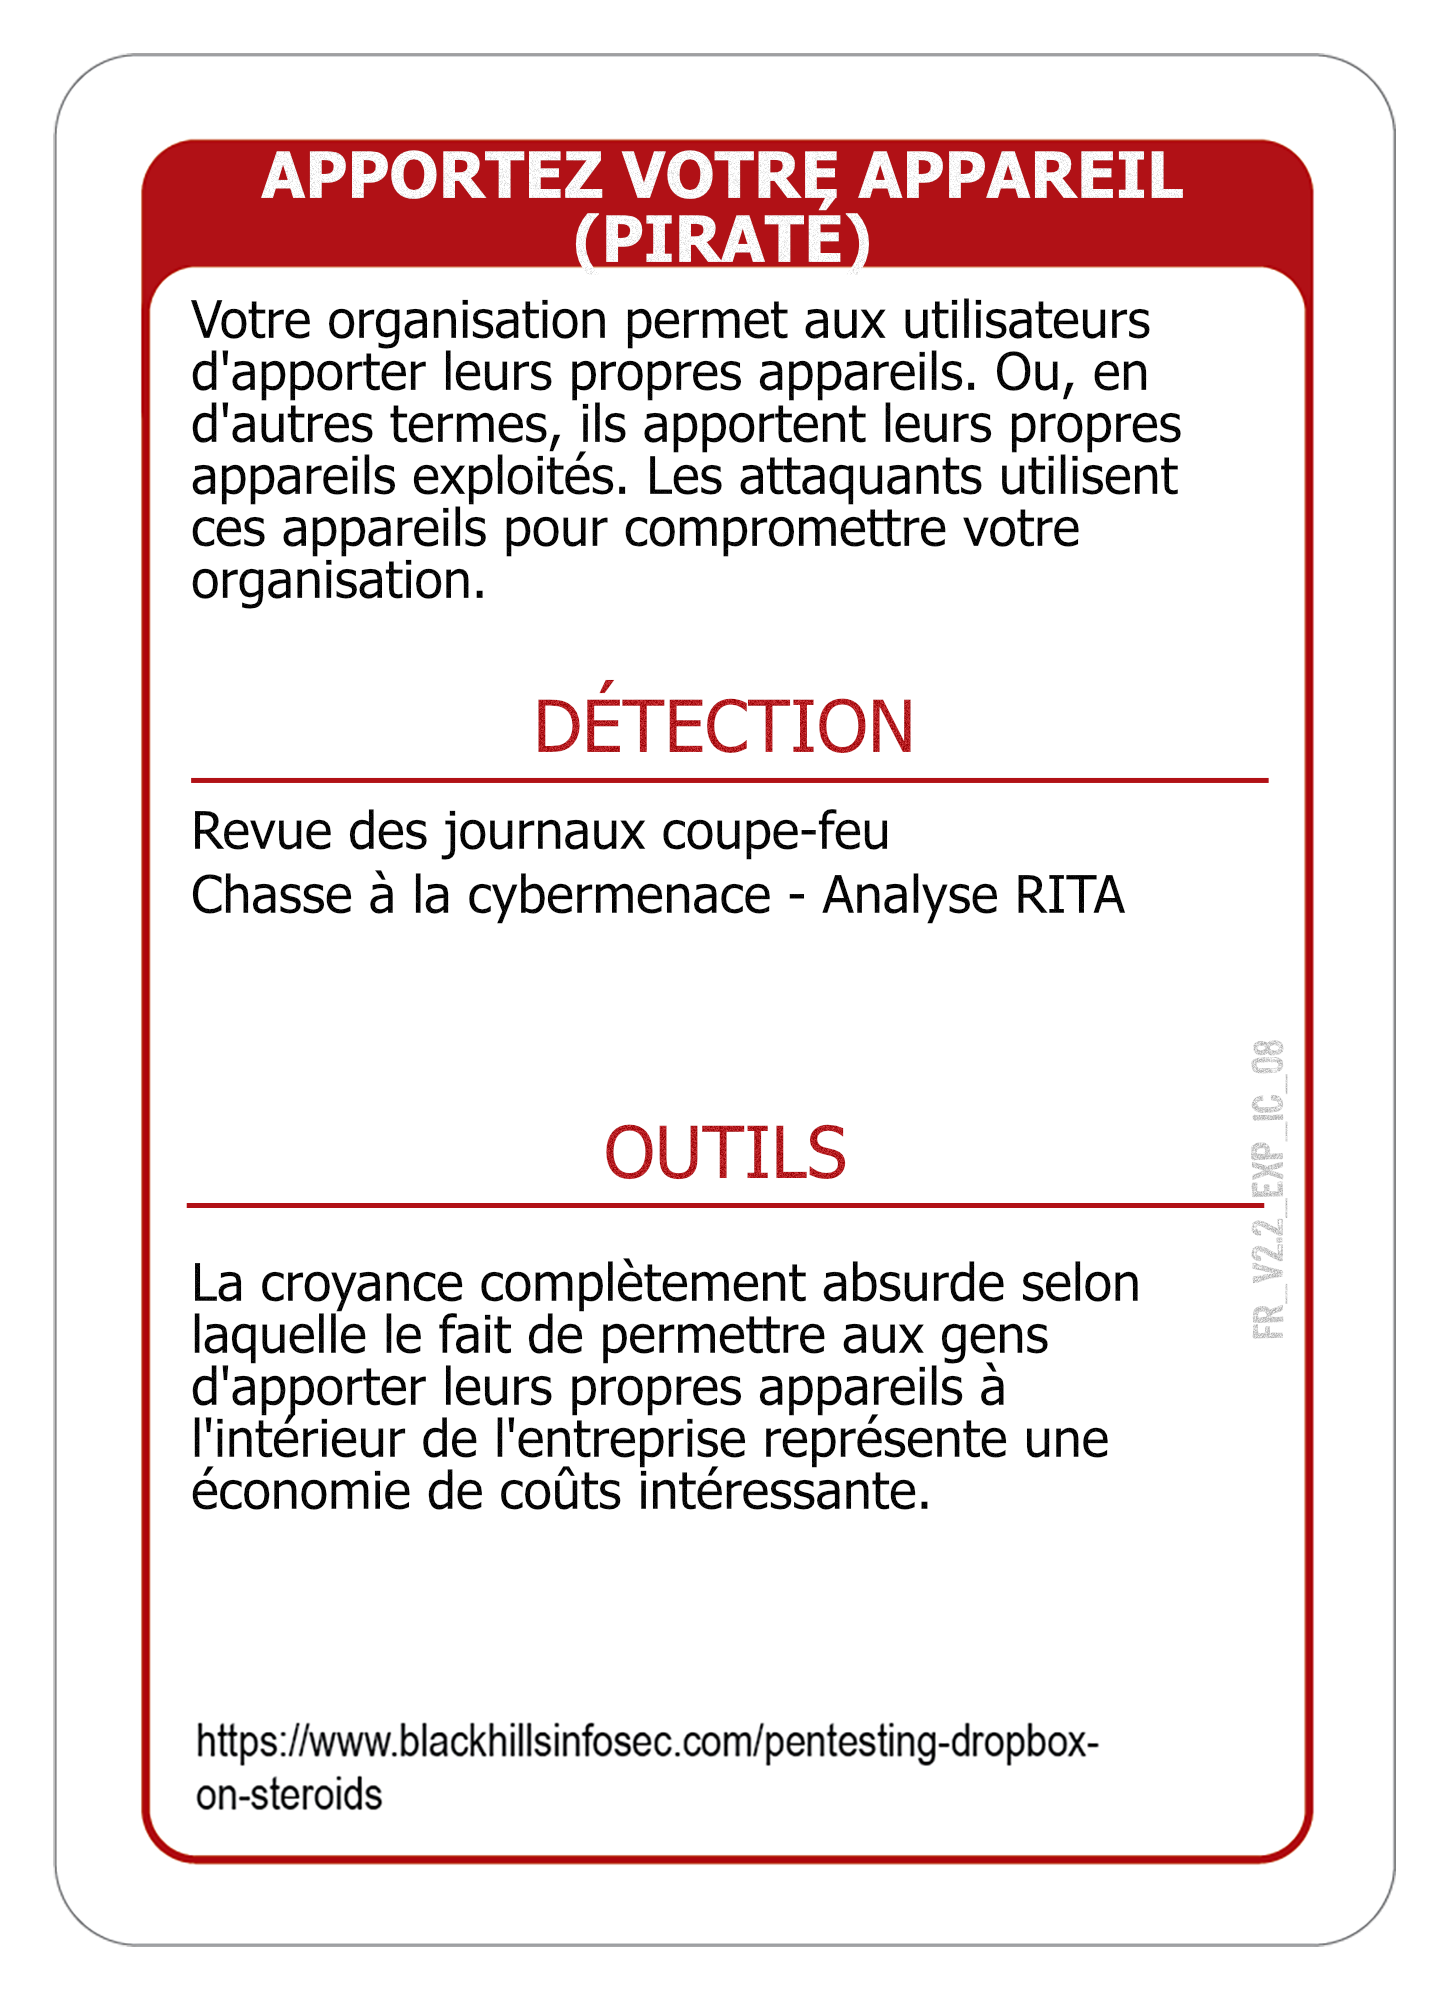 APPORTEZ VOTRE APPAREIL
(PIRATÉ)
Votre organisation permet aux utilisateurs
d'apporter leurs propres appareils. Ou, en
d'autres termes, ils apportent leurs propres
appareils exploités. Les attaquants utilisent
ces appareils pour compromettre votre
organisation.
DÉTECTION
Revue des journaux coupe-feu
Chasse à la cybermenace - Analyse RITA
OUTILS
La croyance complètement absurde selon
laquelle le fait de permettre aux gens
d'apporter leurs propres appareils à
l'intérieur de l'entreprise représente une
économie de coûts intéressante.
https://www.blackhillsinfosec.com/pentesting-dropbox-
on-steroids
FR_V2.2_EXP_IC_08